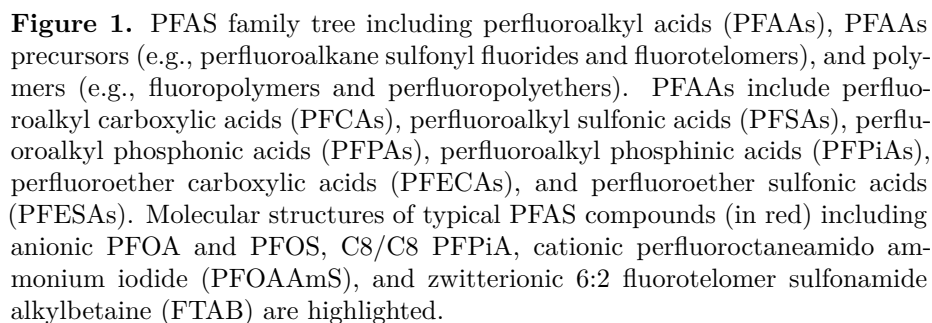 Figure 1. PFAS family tree including perfluoroalkyl acids (PFAAs), PFAAs
precursors (e.g., perfluoroalkane sulfonyl fluorides and fluorotelomers), and poly-
mers (e.g., fluoropolymers and perfluoropolyethers). PFAAs include perfluo-
roalkyl carboxylic acids (PFCAs), perfluoroalkyl sulfonic acids (PFSAs), perflu-
oroalkyl phosphonic acids (PFPAs), perfluoroalkyl phosphinic acids (PFPiAs),
perfluoroether carboxylic acids (PFECAs), and perfluoroether sulfonic acids
(PFESAs). Molecular structures of typical PFAS compounds (in red) including
anionic PFOA and PFOS, C8/C8 PFPiA, cationic perfluoroctaneamido am-
monium iodide (PFOAAmS), and zwitterionic 6:2 fluorotelomer sulfonamide
alkylbetaine (FTAB) are highlighted.